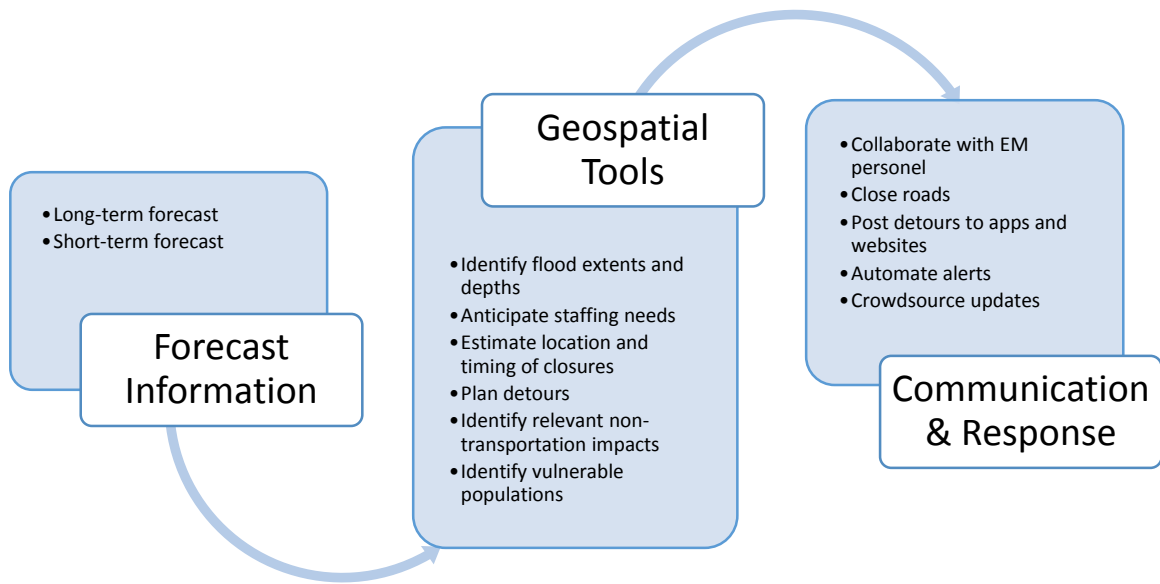 •Long-term forecast
•Short-term forecast
Forecast
Information
Geospatial
Tools
•Identify flood extents and
depths
•Anticipate staffing needs
•Estimate location and
timing of closures
•Plan detours
•Identify relevant non-
transportation impacts
•Identify vulnerable
populations
•Collaborate with EM
personel
•Close roads
•Post detours to apps and
websites
•Automate alerts
•Crowdsource updates
Communication
& Response